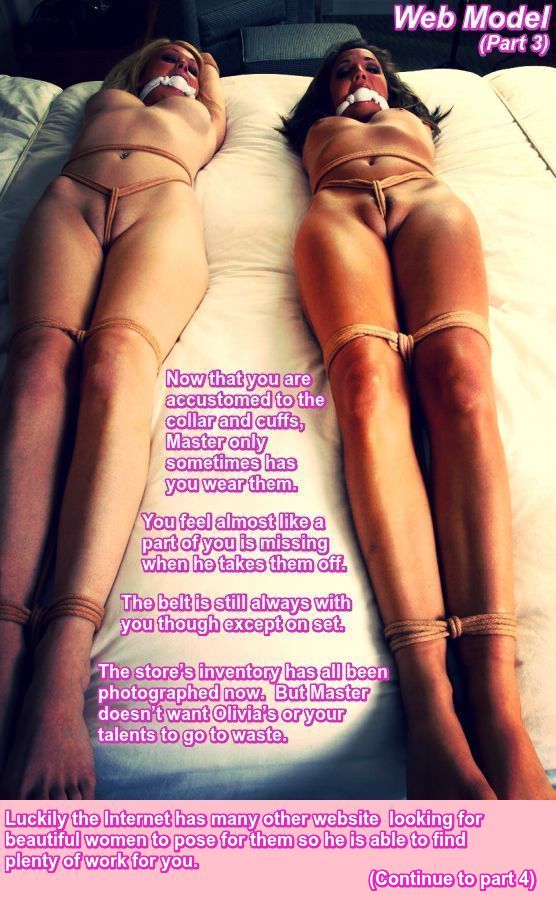 Web Model
(Part 3)
Now that you are
accustomed to the
collar and cuffs,
Master only
sometimes has
you wear them.
You feel almost like a
part of you is missing
when he takes them off.
The belt is still always with
you though except on set.
The store's inventory has all been
photographed now. But Master
doesn't want Olivia's or your
talents to go to waste.
Luckily the Internet has many other website looking for
beautiful women to pose for them so he is able to find
plenty of work for you.
(Continue to part 4)